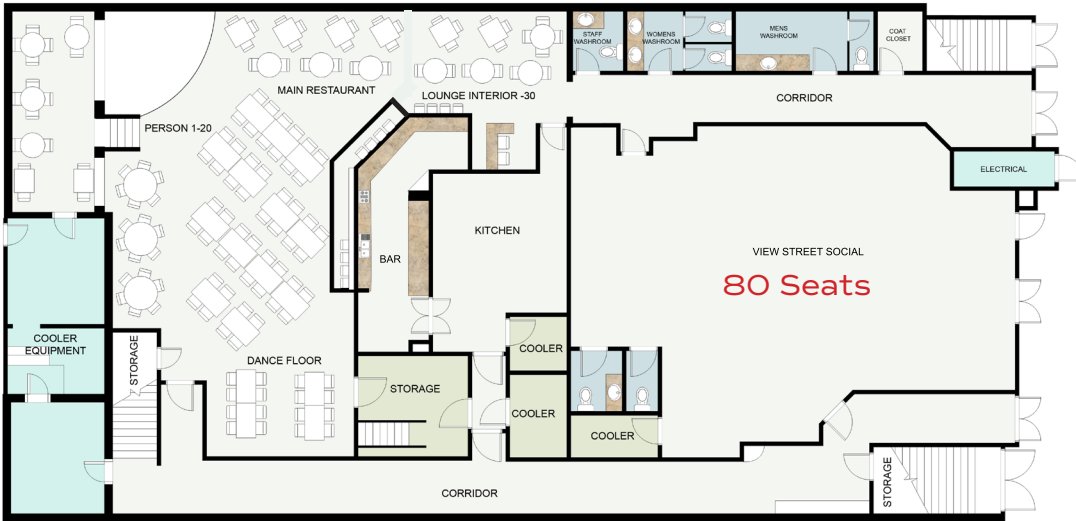 STAFF
WASHROOM
WOMENS
WASHROOM
MENS
WASHROOM
COAT
CLOSET
MAIN RESTAURANT
LOUNGE INTERIOR -30
CORRIDOR
PERSON 1-20
ELECTRICAL
KITCHEN
BAR
VIEW STREET SOCIAL
80 Seats
COOLER
EQUIPMENT
STORAGE
DANCE FLOOR
COOLER
STORAGE
COOLER
COOLER
CORRIDOR
STORAGE